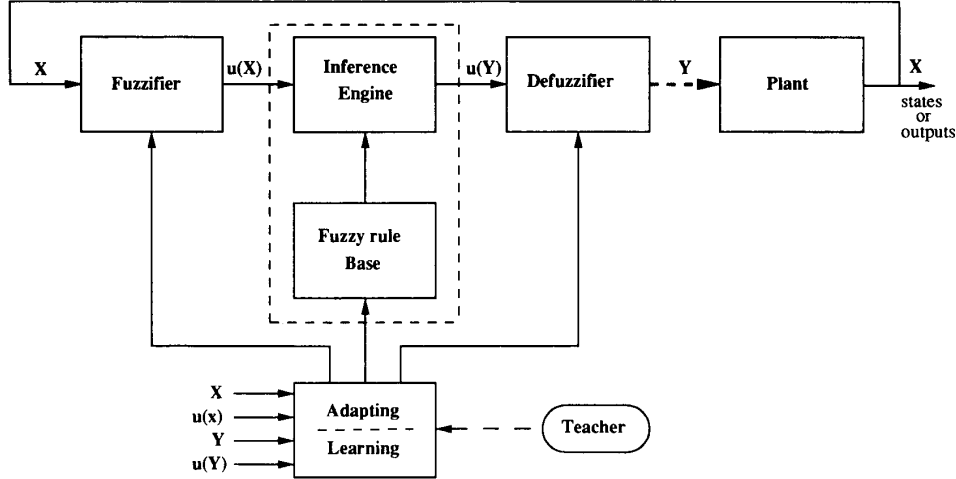 X
Fuzzifier
u(X)
Inference
Engine
u(Y)
Defuzzifier
Y
Plant
X
states
or
outputs
Fuzzy rule
Base
X
u(x)
Y
u(Y)
Adapting
Learning
Teacher